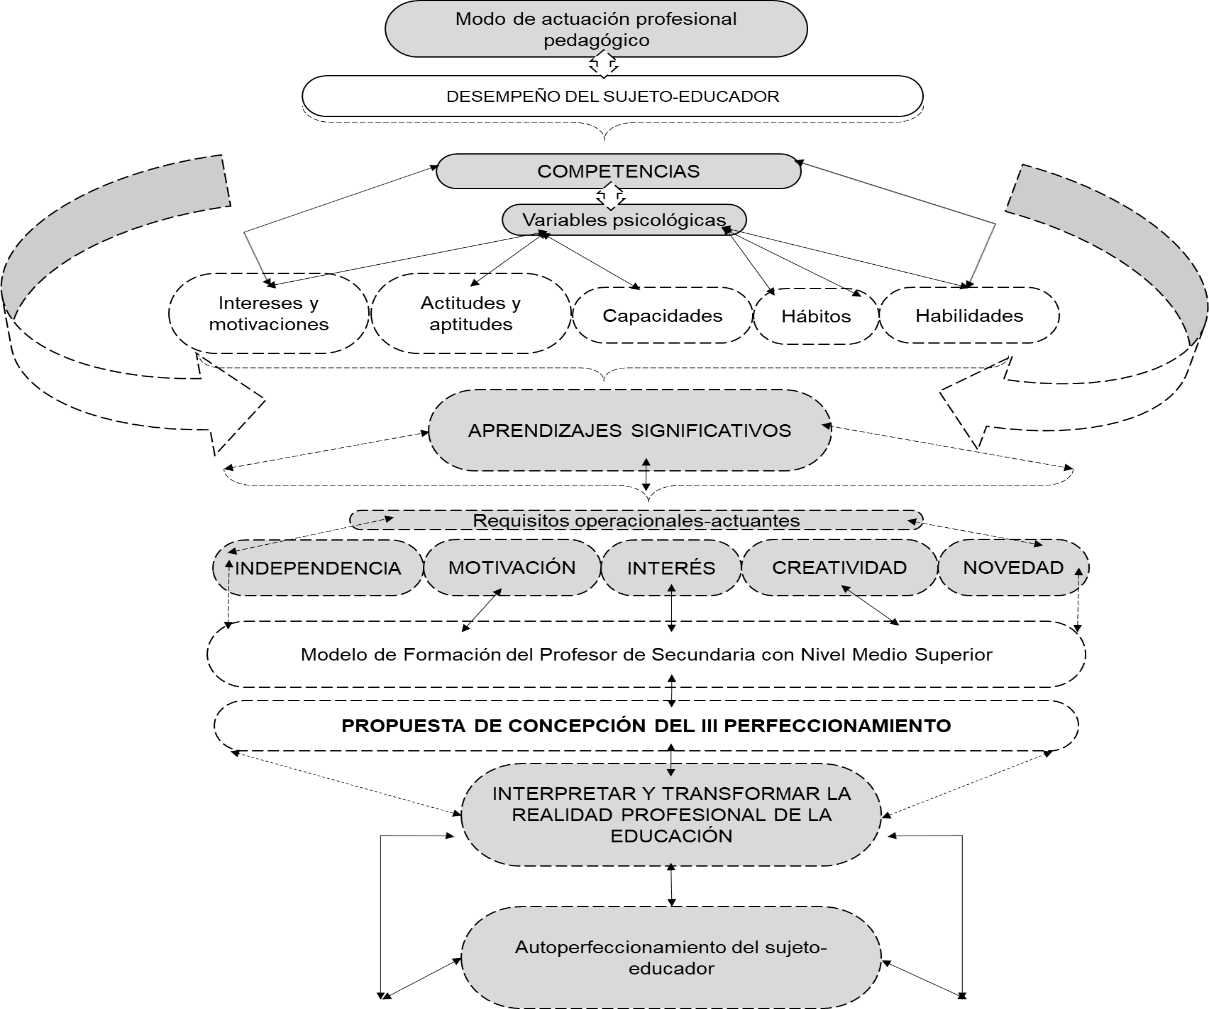 Modo de actuación profesional
pedagógico
DESEMPEÑO DEL SUJETO-EDUCADOR
COMPETENCIAS
Variables psicológicas
Intereses y
motivaciones
Actitudes y
aptitudes
Capacidades
Hábitos
Habilidades
APRENDIZAJES SIGNIFICATIVOS
Requisitos operacionales-actuantes
INDEPENDENCIA
MOTIVACIÓN
INTERÉS
CREATIVIDAD
NOVEDAD
Modelo de Formación del Profesor de Secundaria con Nivel Medio Superior
PROPUESTA DE CONCEPCIÓN DEL III PERFECCIONAMIENTO
INTERPRETAR Y TRANSFORMAR LA
REALIDAD PROFESIONAL DE LA
EDUCACIÓN
Autoperfeccionamiento del sujeto-
educador